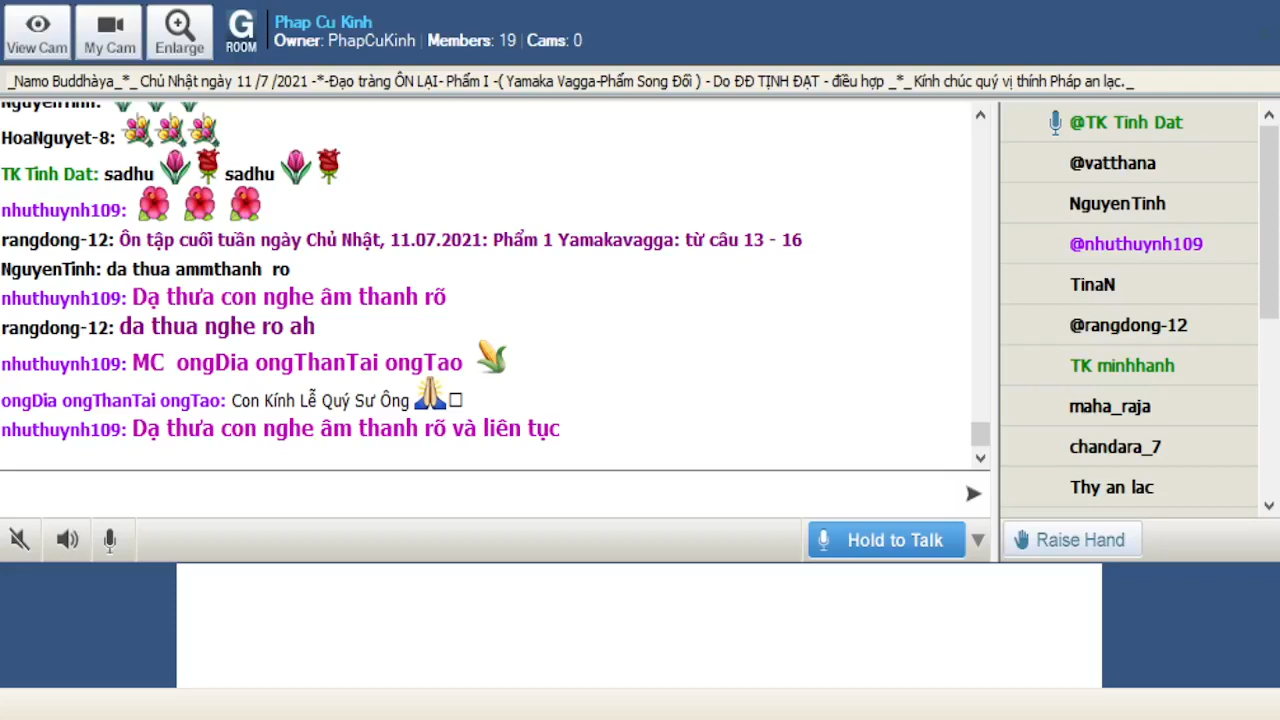 View Cam
My Cam
Enlarge
G
ROOM
Phap Cu Kinh
Owner: PhapCuKinh | Members: 19 | Cams: 0
_Namo Buddhàya_*_ Chủ Nhật ngày 11 /7 /2021 -*-Đạo tràng ÔN LẠI- Phẩm I -( Yamaka Vagga-Phẩm Song Đối ) - Do ĐĐ TỊNH ĐẠT - điều hợp _*_ Kính chúc quý vị thính Pháp an lạc._
NguyenTinh:
HoaNguyet-8:
TK Tinh Dat: sadhu sadhu
nhuthuynh109:
rangdong-12: Ôn tập cuối tuần ngày Chủ Nhật, 11.07.2021: Phẩm 1 Yamakavagga: từ câu 13 - 16
NguyenTinh: da thua ammthanh ro
nhuthuynh109: Dạ thưa con nghe âm thanh rõ
rangdong-12: da thua nghe ro ah
nhuthuynh109: MC ongDia ongThanTai ongTao
ongDia ongThanTai ongTao: Con Kính Lễ Quý Sư Ông
nhuthuynh109: Dạ thưa con nghe âm thanh rõ và liên tục
@TK Tinh Dat
@vatthana
NguyenTinh
@nhuthuynh109
TinaN
@rangdong-12
TK minhhanh
maha_raja
chandara_7
Thy an lac
Hold to Talk
Raise Hand